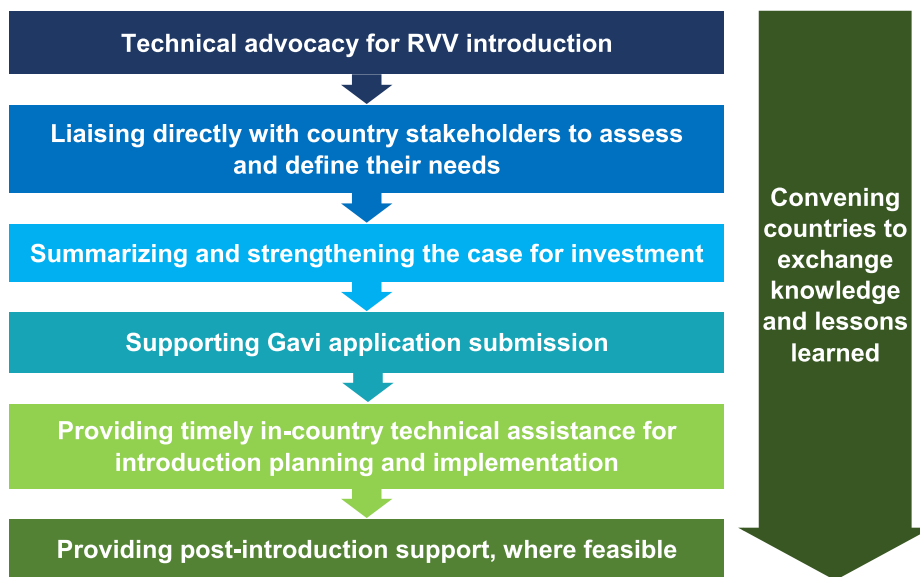 Technical advocacy for RVV introduction
Liaising directly with country stakeholders to assess
and define their needs
Summarizing and strengthening the case for investment
Supporting Gavi application submission
Providing timely in-country technical assistance for
introduction planning and implementation
Providing post-introduction support, where feasible
Convening
countries to
exchange
knowledge
and lessons
learned